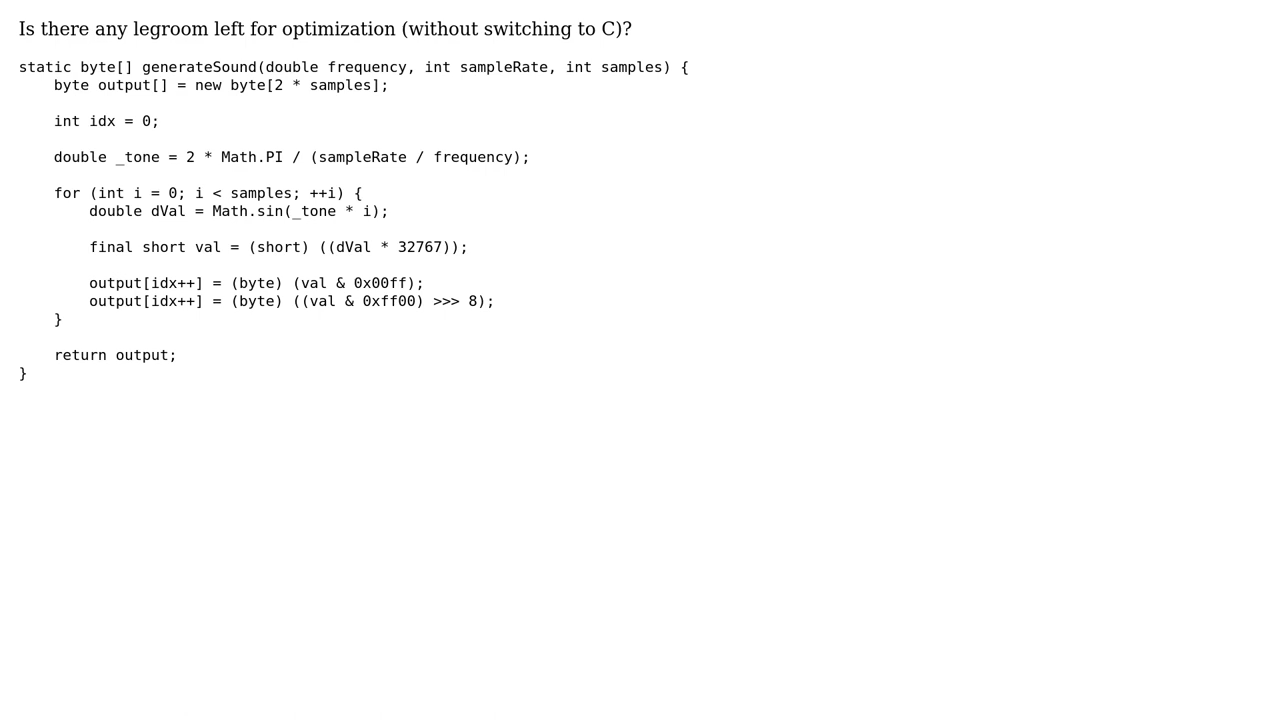 Is there any legroom left for optimization (without switching to C)?
static byte[] generateSound(double frequency, int sampleRate, int samples) {
    byte output[] = new byte[2 * samples];
    int idx = 0;
    double _tone = 2 * Math.PI / (sampleRate / frequency);
    for (int i = 0; i < samples; ++i) {
        double dVal = Math.sin(_tone * i);
        final short val = (short) ((dVal * 32767));
        output[idx++] = (byte) (val & 0x00ff);
        output[idx++] = (byte) ((val & 0xff00) >>> 8);
    }
    return output;
}